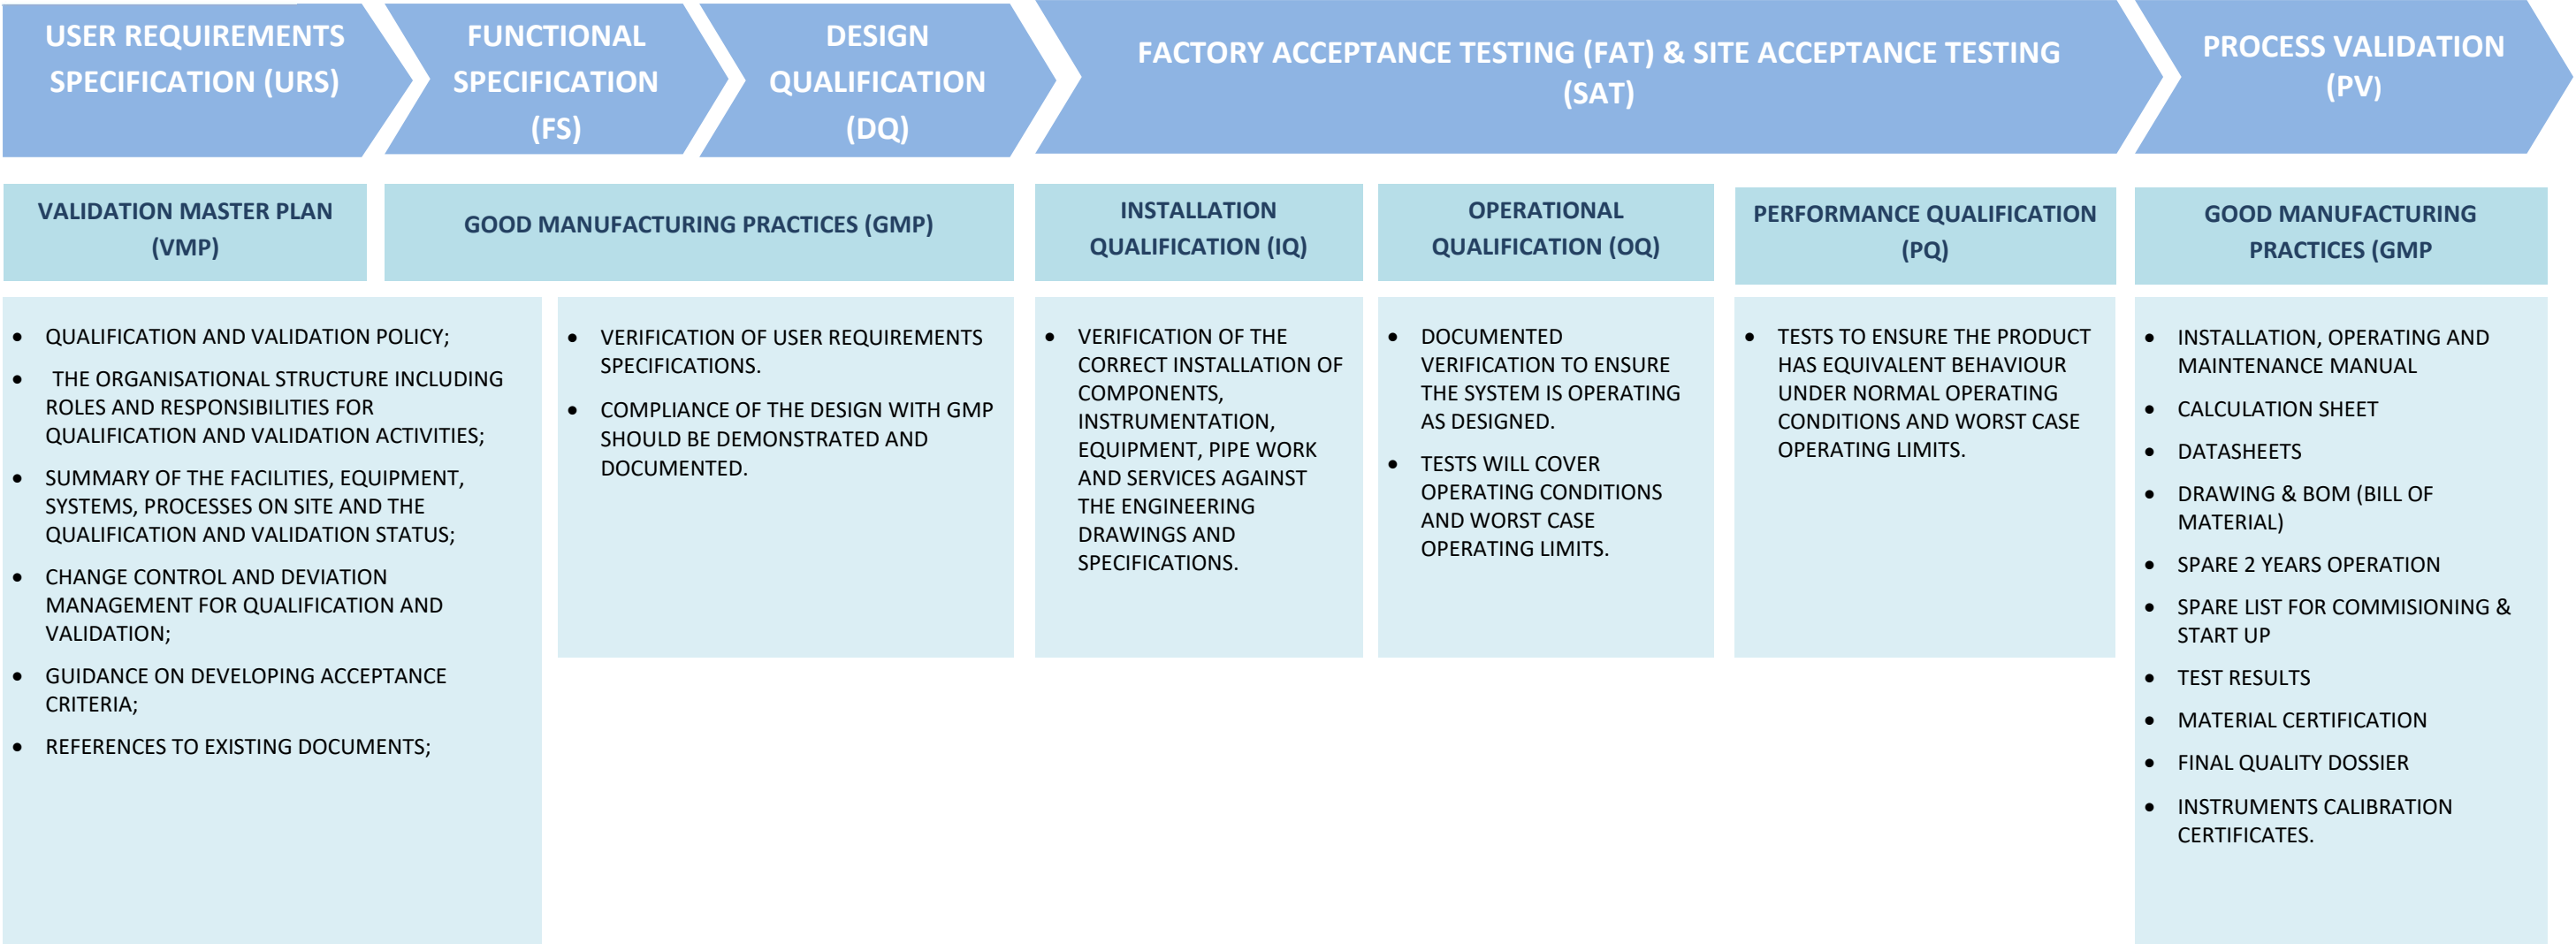 USER REQUIREMENTS
SPECIFICATION (URS)
FUNCTIONAL
SPECIFICATION
(FS)
DESIGN
QUALIFICATION
(DQ)
FACTORY ACCEPTANCE TESTING (FAT) & SITE ACCEPTANCE TESTING
(SAT)
PROCESS VALIDATION
(PV)
VALIDATION MASTER PLAN
(VMP)
GOOD MANUFACTURING PRACTICES (GMP)
INSTALLATION
QUALIFICATION (IQ)
OPERATIONAL
QUALIFICATION (OQ)
PERFORMANCE QUALIFICATION
(PQ)
GOOD MANUFACTURING
PRACTICES (GMP
• QUALIFICATION AND VALIDATION POLICY;
• THE ORGANISATIONAL STRUCTURE INCLUDING
ROLES AND RESPONSIBILITIES FOR
QUALIFICATION AND VALIDATION ACTIVITIES;
• SUMMARY OF THE FACILITIES, EQUIPMENT,
SYSTEMS, PROCESSES ON SITE AND THE
QUALIFICATION AND VALIDATION STATUS;
• CHANGE CONTROL AND DEVIATION
MANAGEMENT FOR QUALIFICATION AND
VALIDATION;
• GUIDANCE ON DEVELOPING ACCEPTANCE
CRITERIA;
• REFERENCES TO EXISTING DOCUMENTS;
• VERIFICATION OF USER REQUIREMENTS
SPECIFICATIONS.
• COMPLIANCE OF THE DESIGN WITH GMP
SHOULD BE DEMONSTRATED AND
DOCUMENTED.
• VERIFICATION OF THE
CORRECT INSTALLATION OF
COMPONENTS,
INSTRUMENTATION,
EQUIPMENT, PIPE WORK
AND SERVICES AGAINST
THE ENGINEERING
DRAWINGS AND
SPECIFICATIONS.
• DOCUMENTED
VERIFICATION TO ENSURE
THE SYSTEM IS OPERATING
AS DESIGNED.
• TESTS WILL COVER
OPERATING CONDITIONS
AND WORST CASE
OPERATING LIMITS.
• TESTS TO ENSURE THE PRODUCT
HAS EQUIVALENT BEHAVIOUR
UNDER NORMAL OPERATING
CONDITIONS AND WORST CASE
OPERATING LIMITS.
• INSTALLATION, OPERATING AND
MAINTENANCE MANUAL
• CALCULATION SHEET
• DATASHEETS
• DRAWING & BOM (BILL OF
MATERIAL)
• SPARE 2 YEARS OPERATION
• SPARE LIST FOR COMMISIONING &
START UP
• TEST RESULTS
• MATERIAL CERTIFICATION
• FINAL QUALITY DOSSIER
• INSTRUMENTS CALIBRATION
CERTIFICATES.